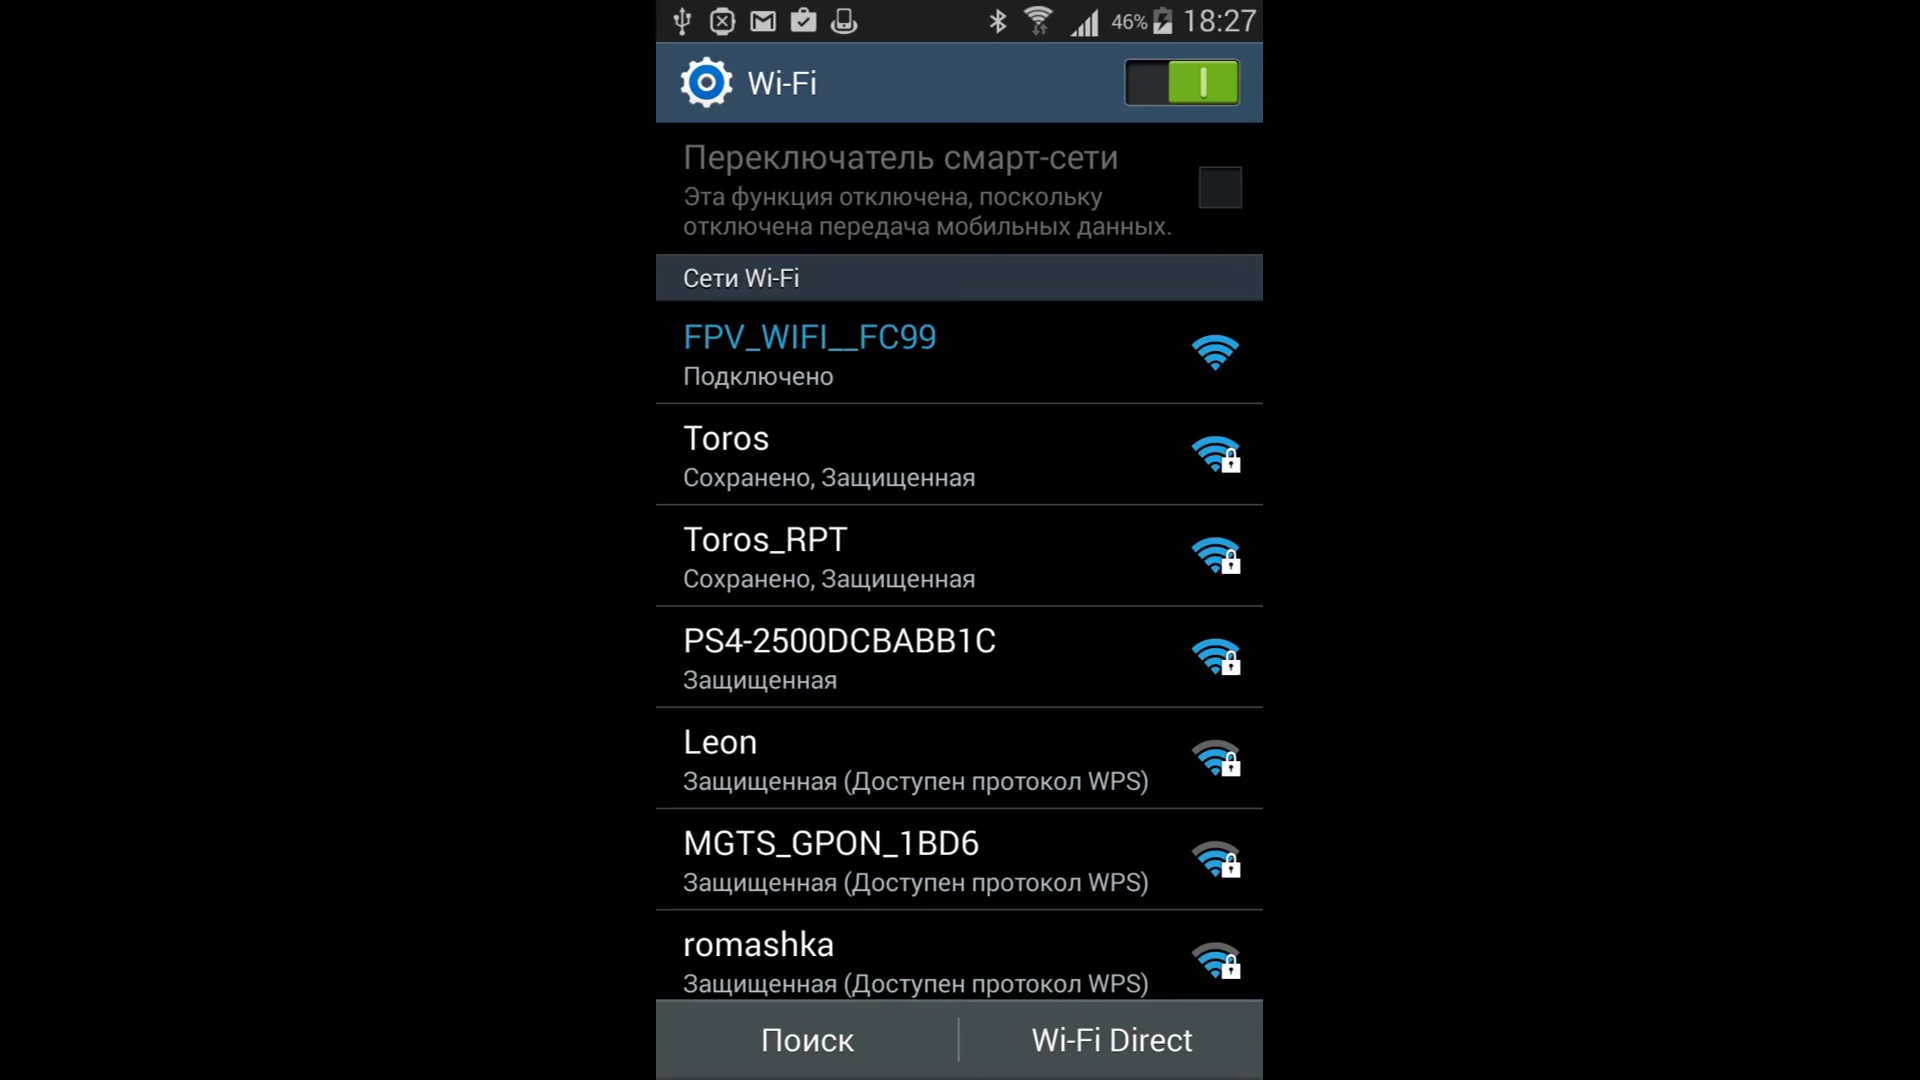 46% 18:27
Wi-Fi
Переключатель смарт-сети
Эта функция отключена, поскольку
отключена передача мобильных данных.
Сети Wi-Fi
FPV_WIFI__FC99
Подключено
Toros
Сохранено, Защищенная
Toros_RPT
Сохранено, Защищенная
PS4-2500DCBABB1C
Защищенная
Leon
Защищенная (Доступен протокол WPS)
MGTS_GPON_1BD6
Защищенная (Доступен протокол WPS)
romashka
Защищенная (Доступен протокол WPS)
Поиск Wi-Fi Direct